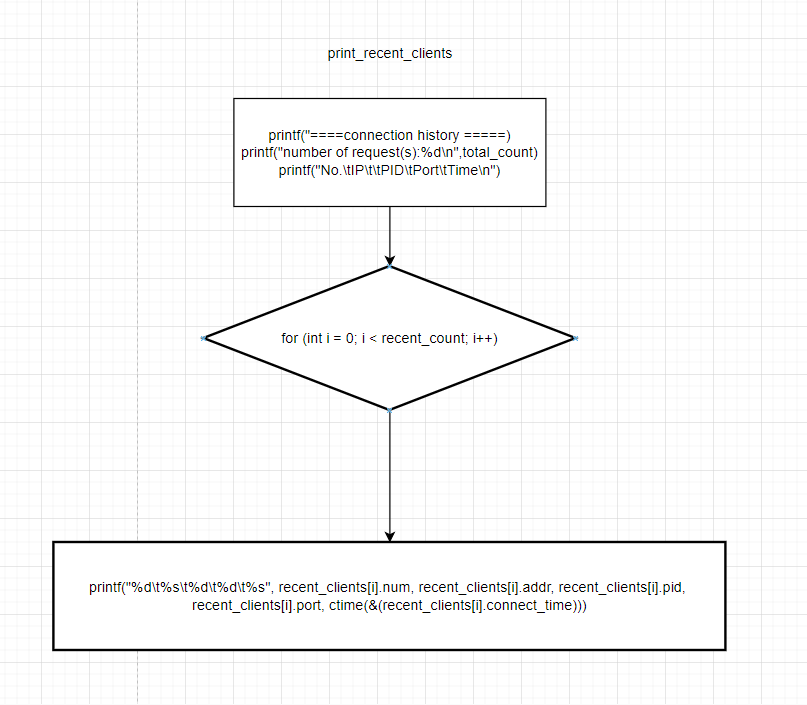 print_recent_clients
printf("====connection history =====)
printf("number of request(s):%d\n",total_count)
printf("No.\tIP\t\tPID\tPort\tTime\n")
for (int i = 0; i < recent_count; i++)
printf("%d\t%s\t%d\t%d\t%s", recent_clients[i].num, recent_clients[i].addr, recent_clients[i].pid,
recent_clients[i].port, ctime(&(recent_clients[i].connect_time)))